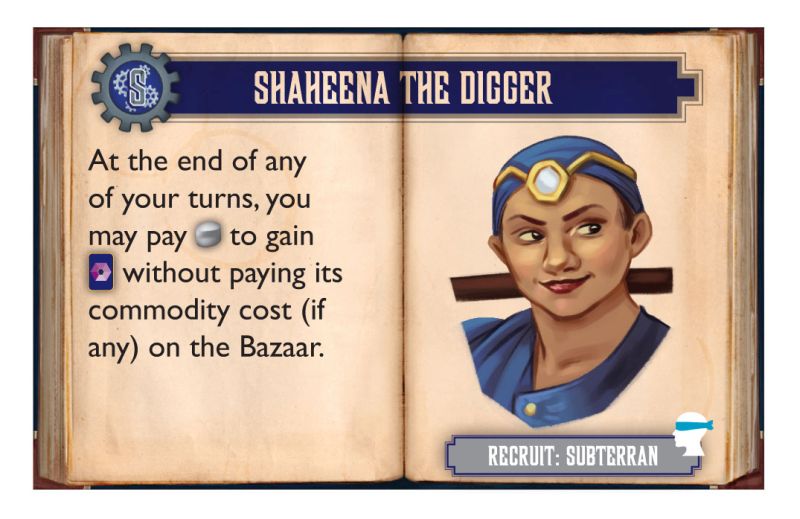 S
SHAHEENA THE DIGGER
At the end of any
of your turns, you
may pay to gain
without paying its
commodity cost (if
any) on the Bazaar.
RECRUIT: SUBTERRAN